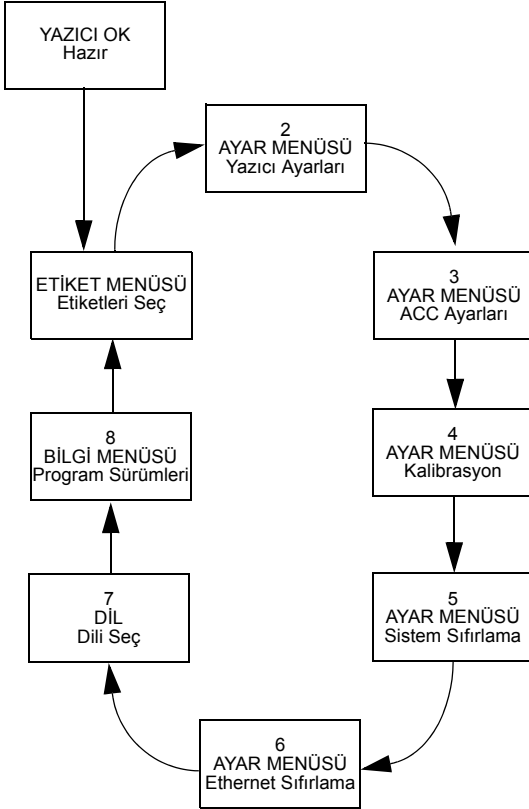 YAZICI OK
Hazır
2
AYAR MENÜSÜ
Yazıcı Ayarları
ETİKET MENÜSÜ
Etiketleri Seç
3
AYAR MENÜSÜ
ACC Ayarları
8
BİLGİ MENÜSÜ
Program Sürümleri
4
AYAR MENÜSÜ
Kalibrasyon
7
DİL
Dili Seç
5
AYAR MENÜSÜ
Sistem Sıfırlama
6
AYAR MENÜSÜ
Ethernet Sıfırlama